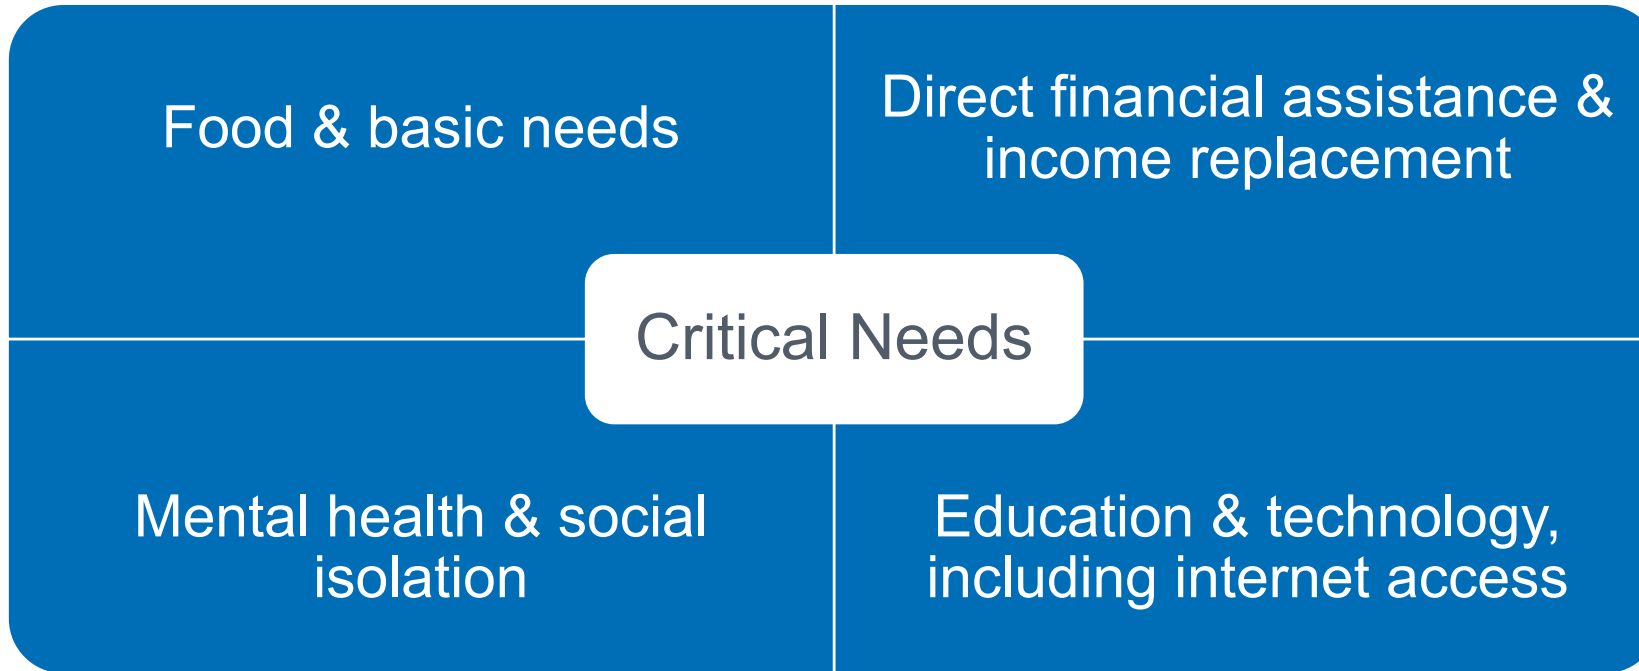 Food & basic needs
Direct financial assistance &
income replacement
Critical Needs
Mental health & social
isolation
Education & technology,
including internet access